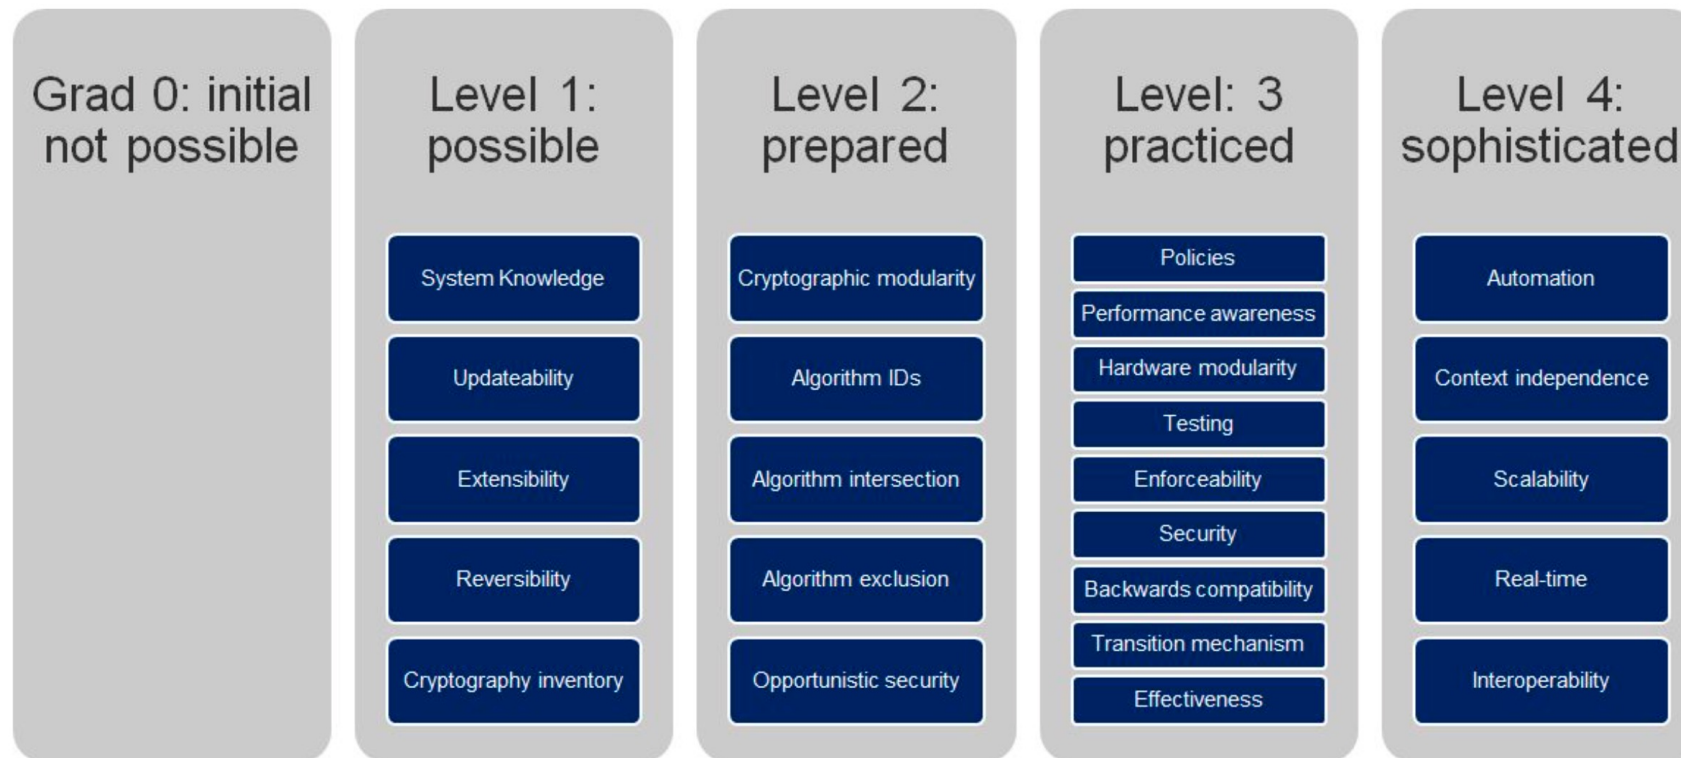 Grad 0: initial
not possible
Level 1:
possible
System Knowledge
Updateability
Extensibility
Reversibility
Cryptography inventory
Level 2:
prepared
Cryptographic modularity
Algorithm IDs
Algorithm intersection
Algorithm exclusion
Opportunistic security
Level: 3
practiced
Policies
Performance awareness
Hardware modularity
Testing
Enforceability
Security
Backwards compatibility
Transition mechanism
Effectiveness
Level 4:
sophisticated
Automation
Context independence
Scalability
Real-time
Interoperability